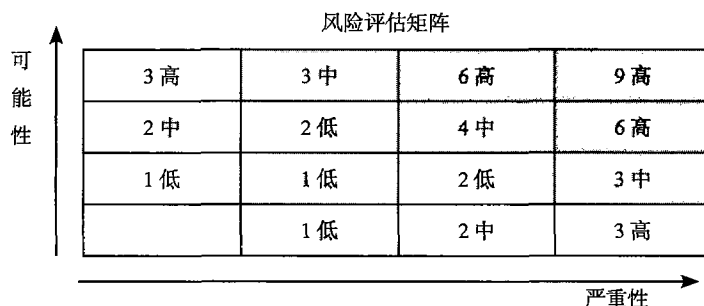 风险评估矩阵
可能性
3 高 3 中 6 高 9 高
2 中 2 低 4 中 6 高
1 低 1 低 2 低 3 中
1 低 2 中 3 高
严重性